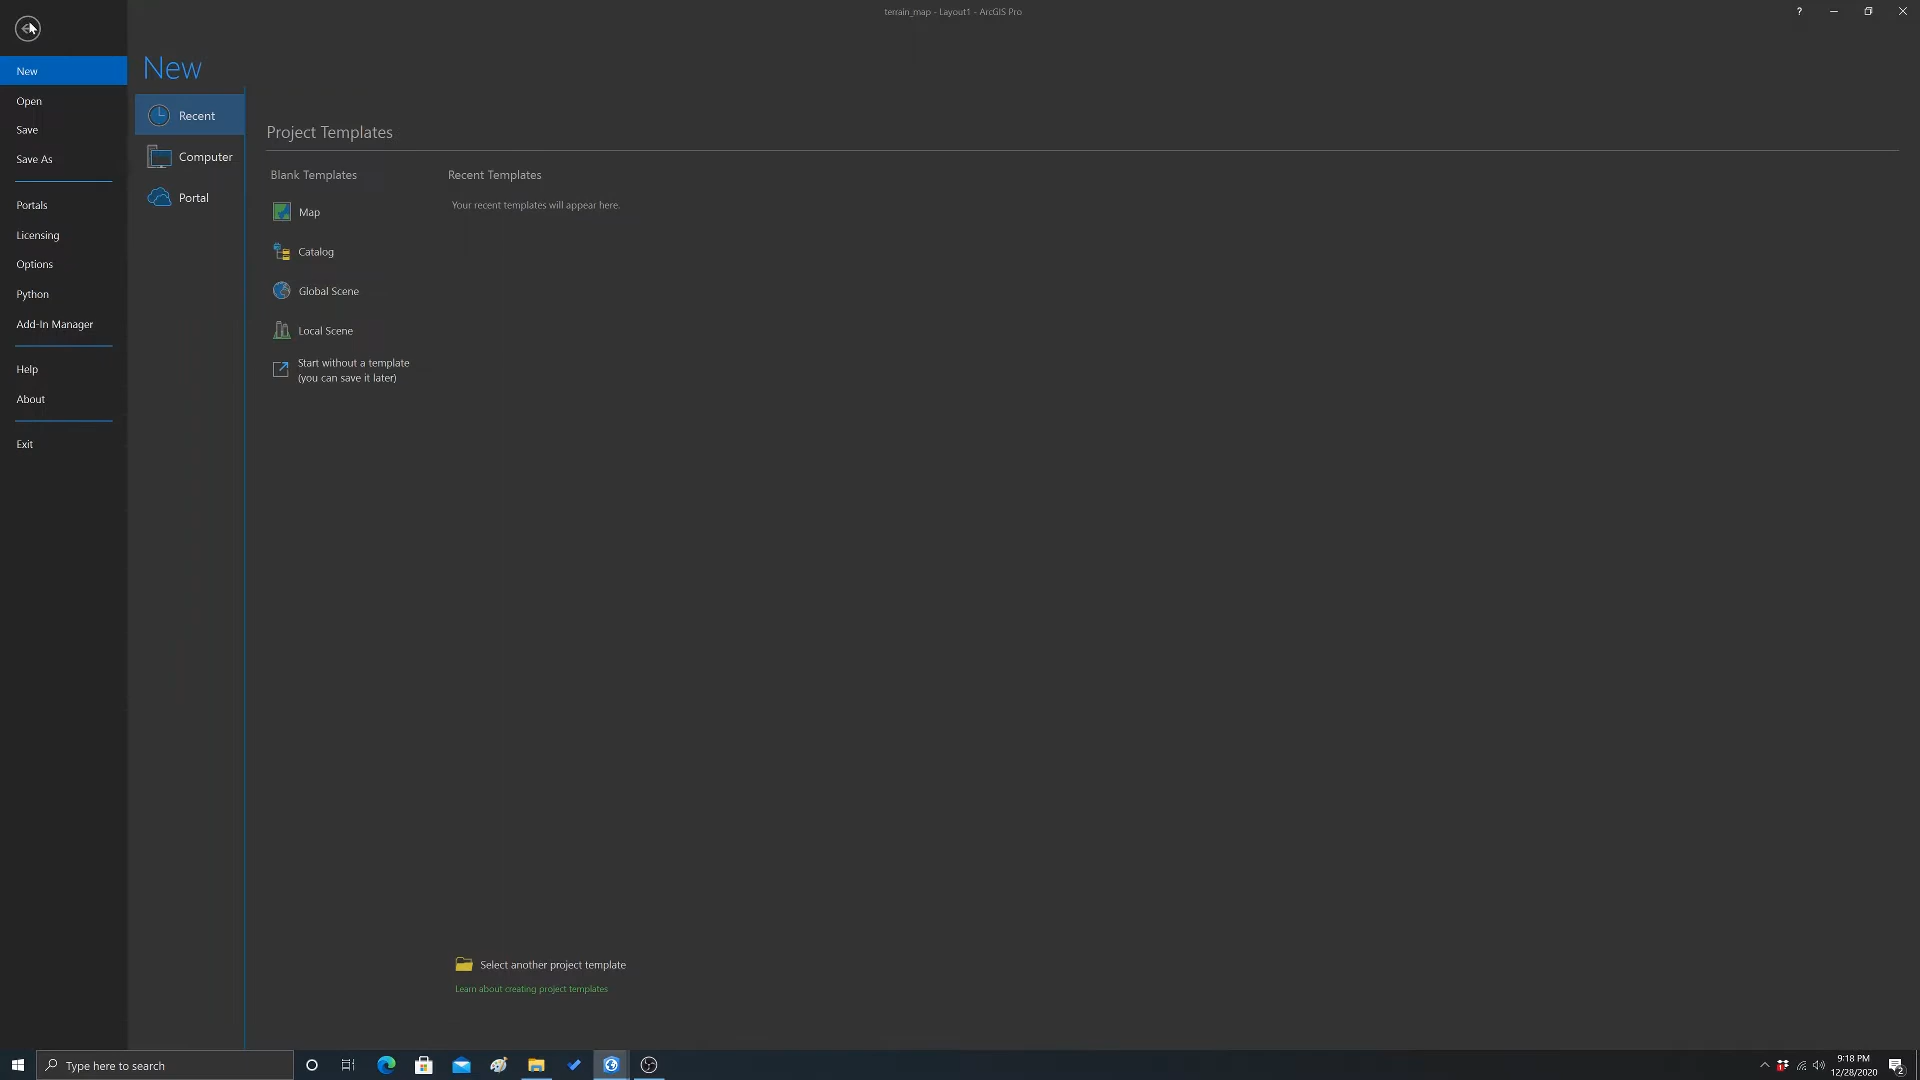 terrain_map - Layout1 - ArcGIS Pro
?
New
Open
Save
Save As
Portals
Licensing
Options
Python
Add-In Manager
Help
About
Exit
New
Recent
Computer
Portal
Project Templates
Blank Templates
Map
Catalog
Global Scene
Local Scene
Start without a template
(you can save it later)
Recent Templates
Your recent templates will appear here.
Select another project template
Learn about creating project templates
Type here to search
9:18 PM
12/28/2020
2